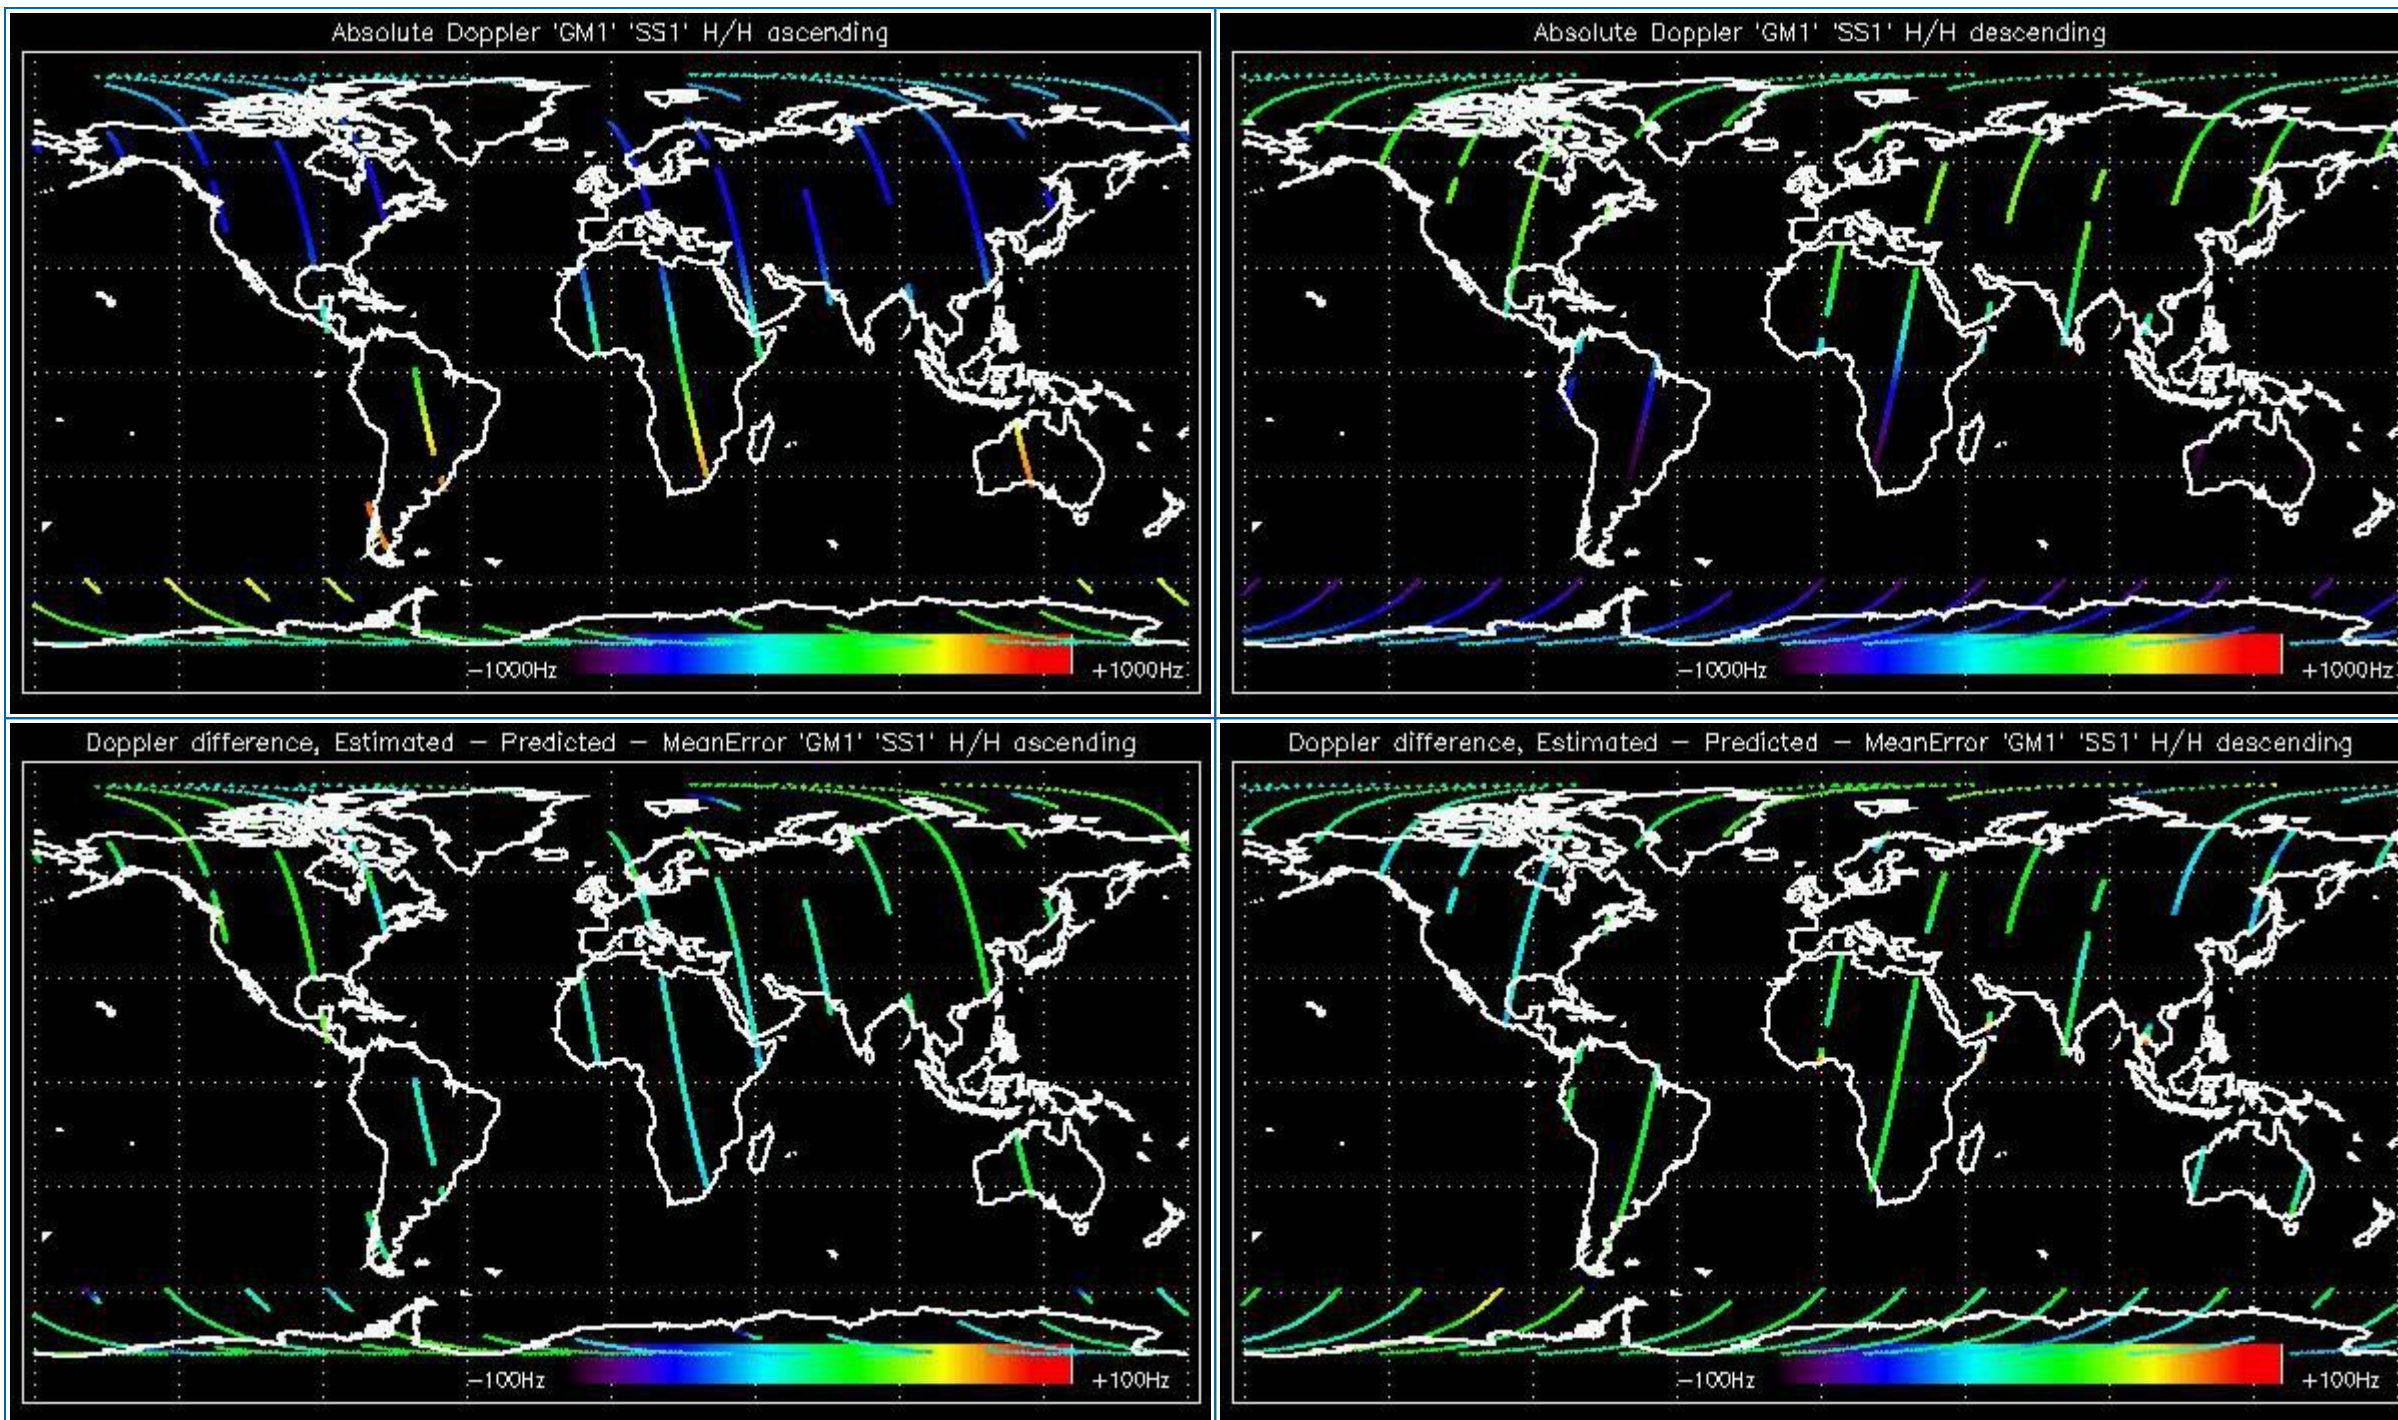 Absolute Doppler 'GM1' 'SS1' H/H ascending
-1000Hz
+1000Hz
Absolute Doppler 'GM1' 'SS1' H/H descending
-1000Hz
+1000Hz
Doppler difference, Estimated - Predicted - MeanError 'GM1' 'SS1' H/H ascending
-100Hz
+100Hz
Doppler difference, Estimated - Predicted - MeanError 'GM1' 'SS1' H/H descending
-100Hz
+100Hz